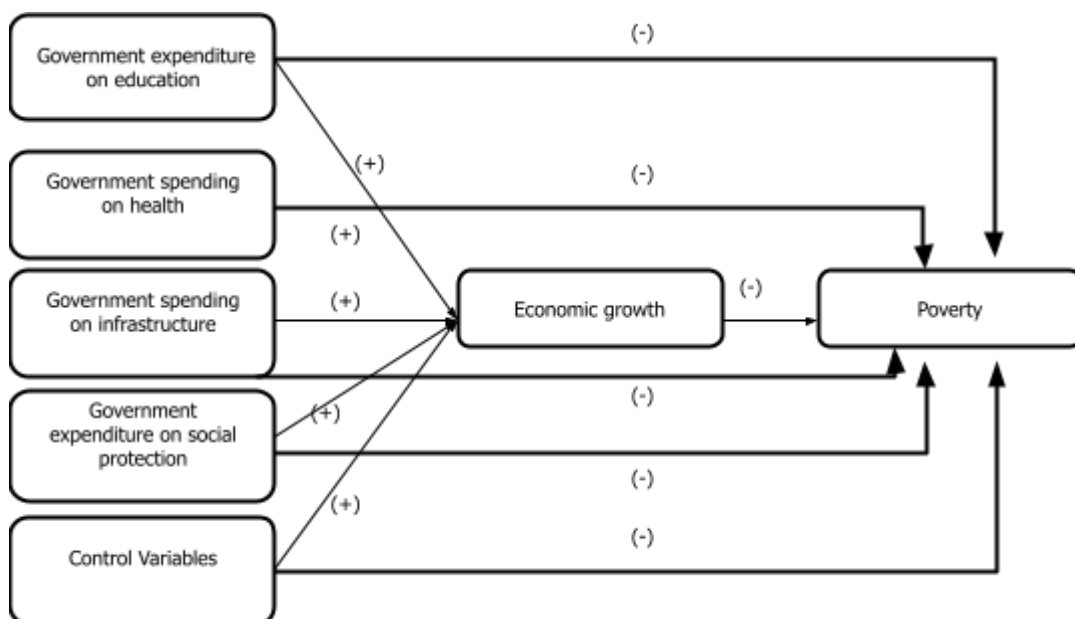 (-)
Government expenditure
on education
(+)
(-)
Government spending
on health
(+)
Government spending
on infrastructure
(+)
Economic growth
(-)
Poverty
(-)
Government
expenditure on social
protection
(+)
(-)
(+)
(-)
Control Variables